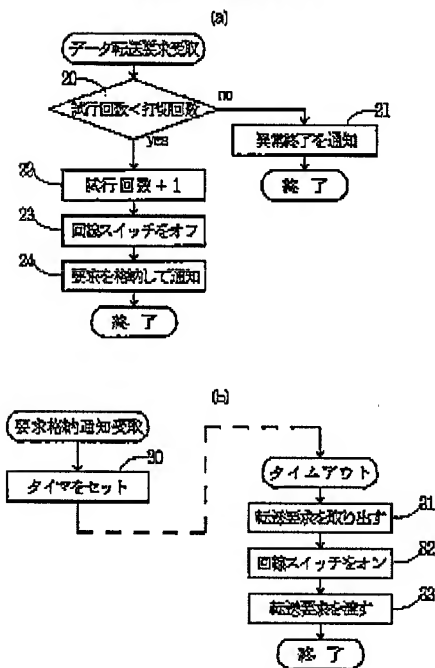 (a)
データ転送要求受取
20
試行回数<打切回数
no
21
yes
異常終了を通知
22
試行回数+1
終 了
23
回線スイッチをオフ
24
要求を格納して通知
終 了
(b)
要求格納通知受取
30
タイマをセット
タイムアウト
31
転送要求を取り出す
32
回線スイッチをオン
33
転送要求を渡す
終 了